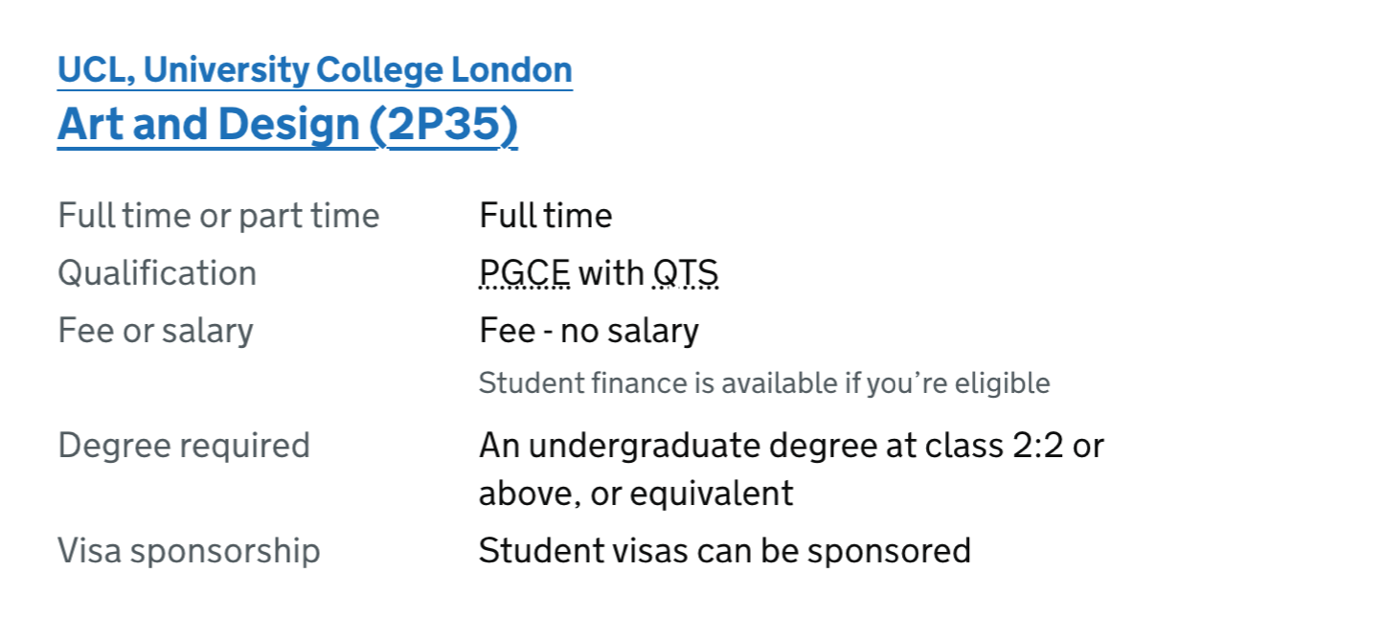 UCL, University College London
Art and Design (2P35)
Full time or part time Full time
Qualification PGCE with QTS
Fee or salary Fee - no salary
Student finance is available if you’re eligible
Degree required An undergraduate degree at class 2:2 or
above, or equivalent
Visa sponsorship Student visas can be sponsored